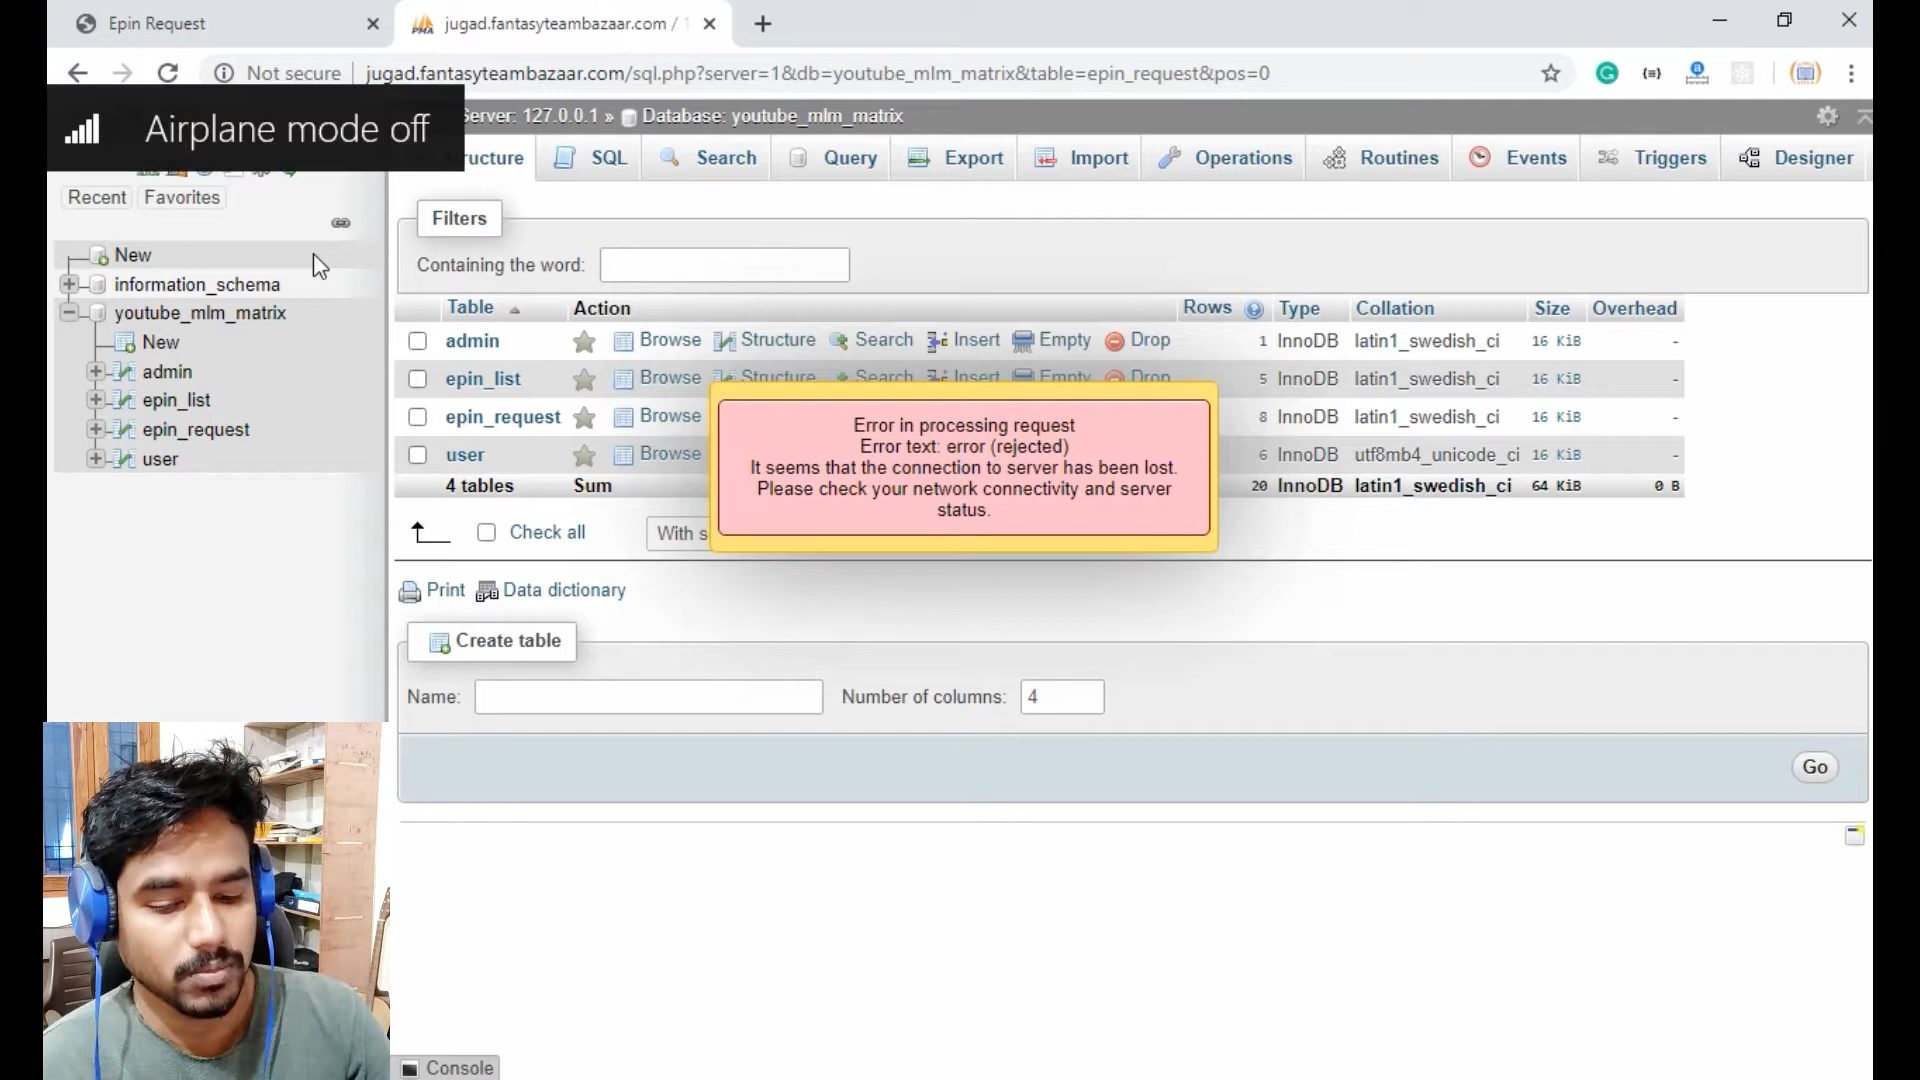 Epin Request
jugad.fantasyteambazaar.com /
Not secure
jugad.fantasyteambazaar.com/sql.php?server=1&db=youtube_mlm_matrix&table=epin_request&pos=0
Airplane mode off
Server: 127.0.0.1 » Database: youtube_mlm_matrix
ructure SQL Search Query Export Import Operations Routines Events Triggers Designer
Recent Favorites
New
information_schema
youtube_mlm_matrix
New
admin
epin_list
epin_request
user
Filters
Containing the word:
Table Action Rows Type Collation Size Overhead
admin Browse Structure Search Insert Empty Drop 1 InnoDB latin1_swedish_ci 16 KiB -
epin_list Browse Structure Search Insert Empty Drop 5 InnoDB latin1_swedish_ci 16 KiB -
epin_request Browse 8 InnoDB latin1_swedish_ci 16 KiB -
user Browse 6 InnoDB utf8mb4_unicode_ci 16 KiB -
4 tables Sum 20 InnoDB latin1_swedish_ci 64 KiB 0 B
Error in processing request
Error text: error (rejected)
It seems that the connection to server has been lost.
Please check your network connectivity and server
status.
Check all With s
Print Data dictionary
Create table
Name: Number of columns: 4
Go
Console